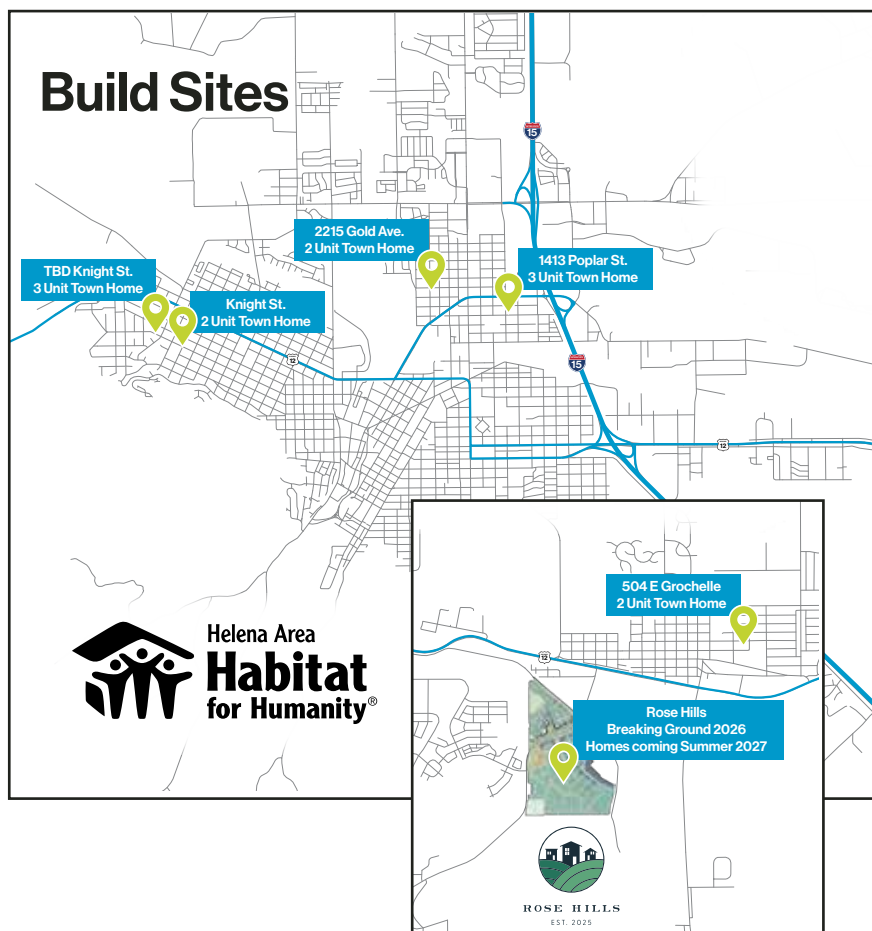 Build Sites
15
2215 Gold Ave.
2 Unit Town Home
1413 Poplar St.
3 Unit Town Home
TBD Knight St.
3 Unit Town Home
Knight St.
2 Unit Town Home
12
15
12
504 E Grochelle
2 Unit Town Home
12
Rose Hills
Breaking Ground 2026
Homes coming Summer 2027
Helena Area
Habitat
for Humanity®
ROSE HILLS
EST. 2025